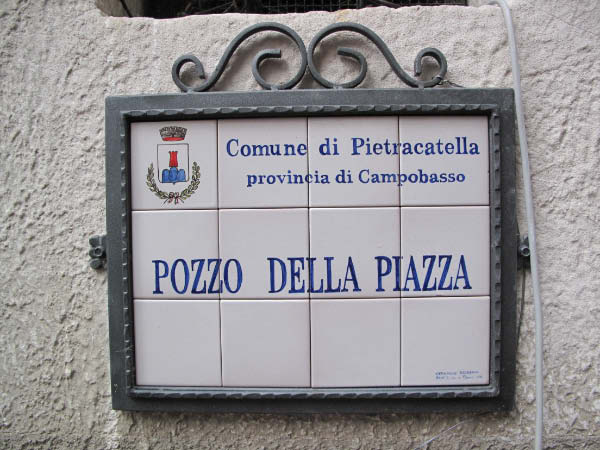 Comune di Pietracatella
provincia di Campobasso
POZZO DELLA PIAZZA